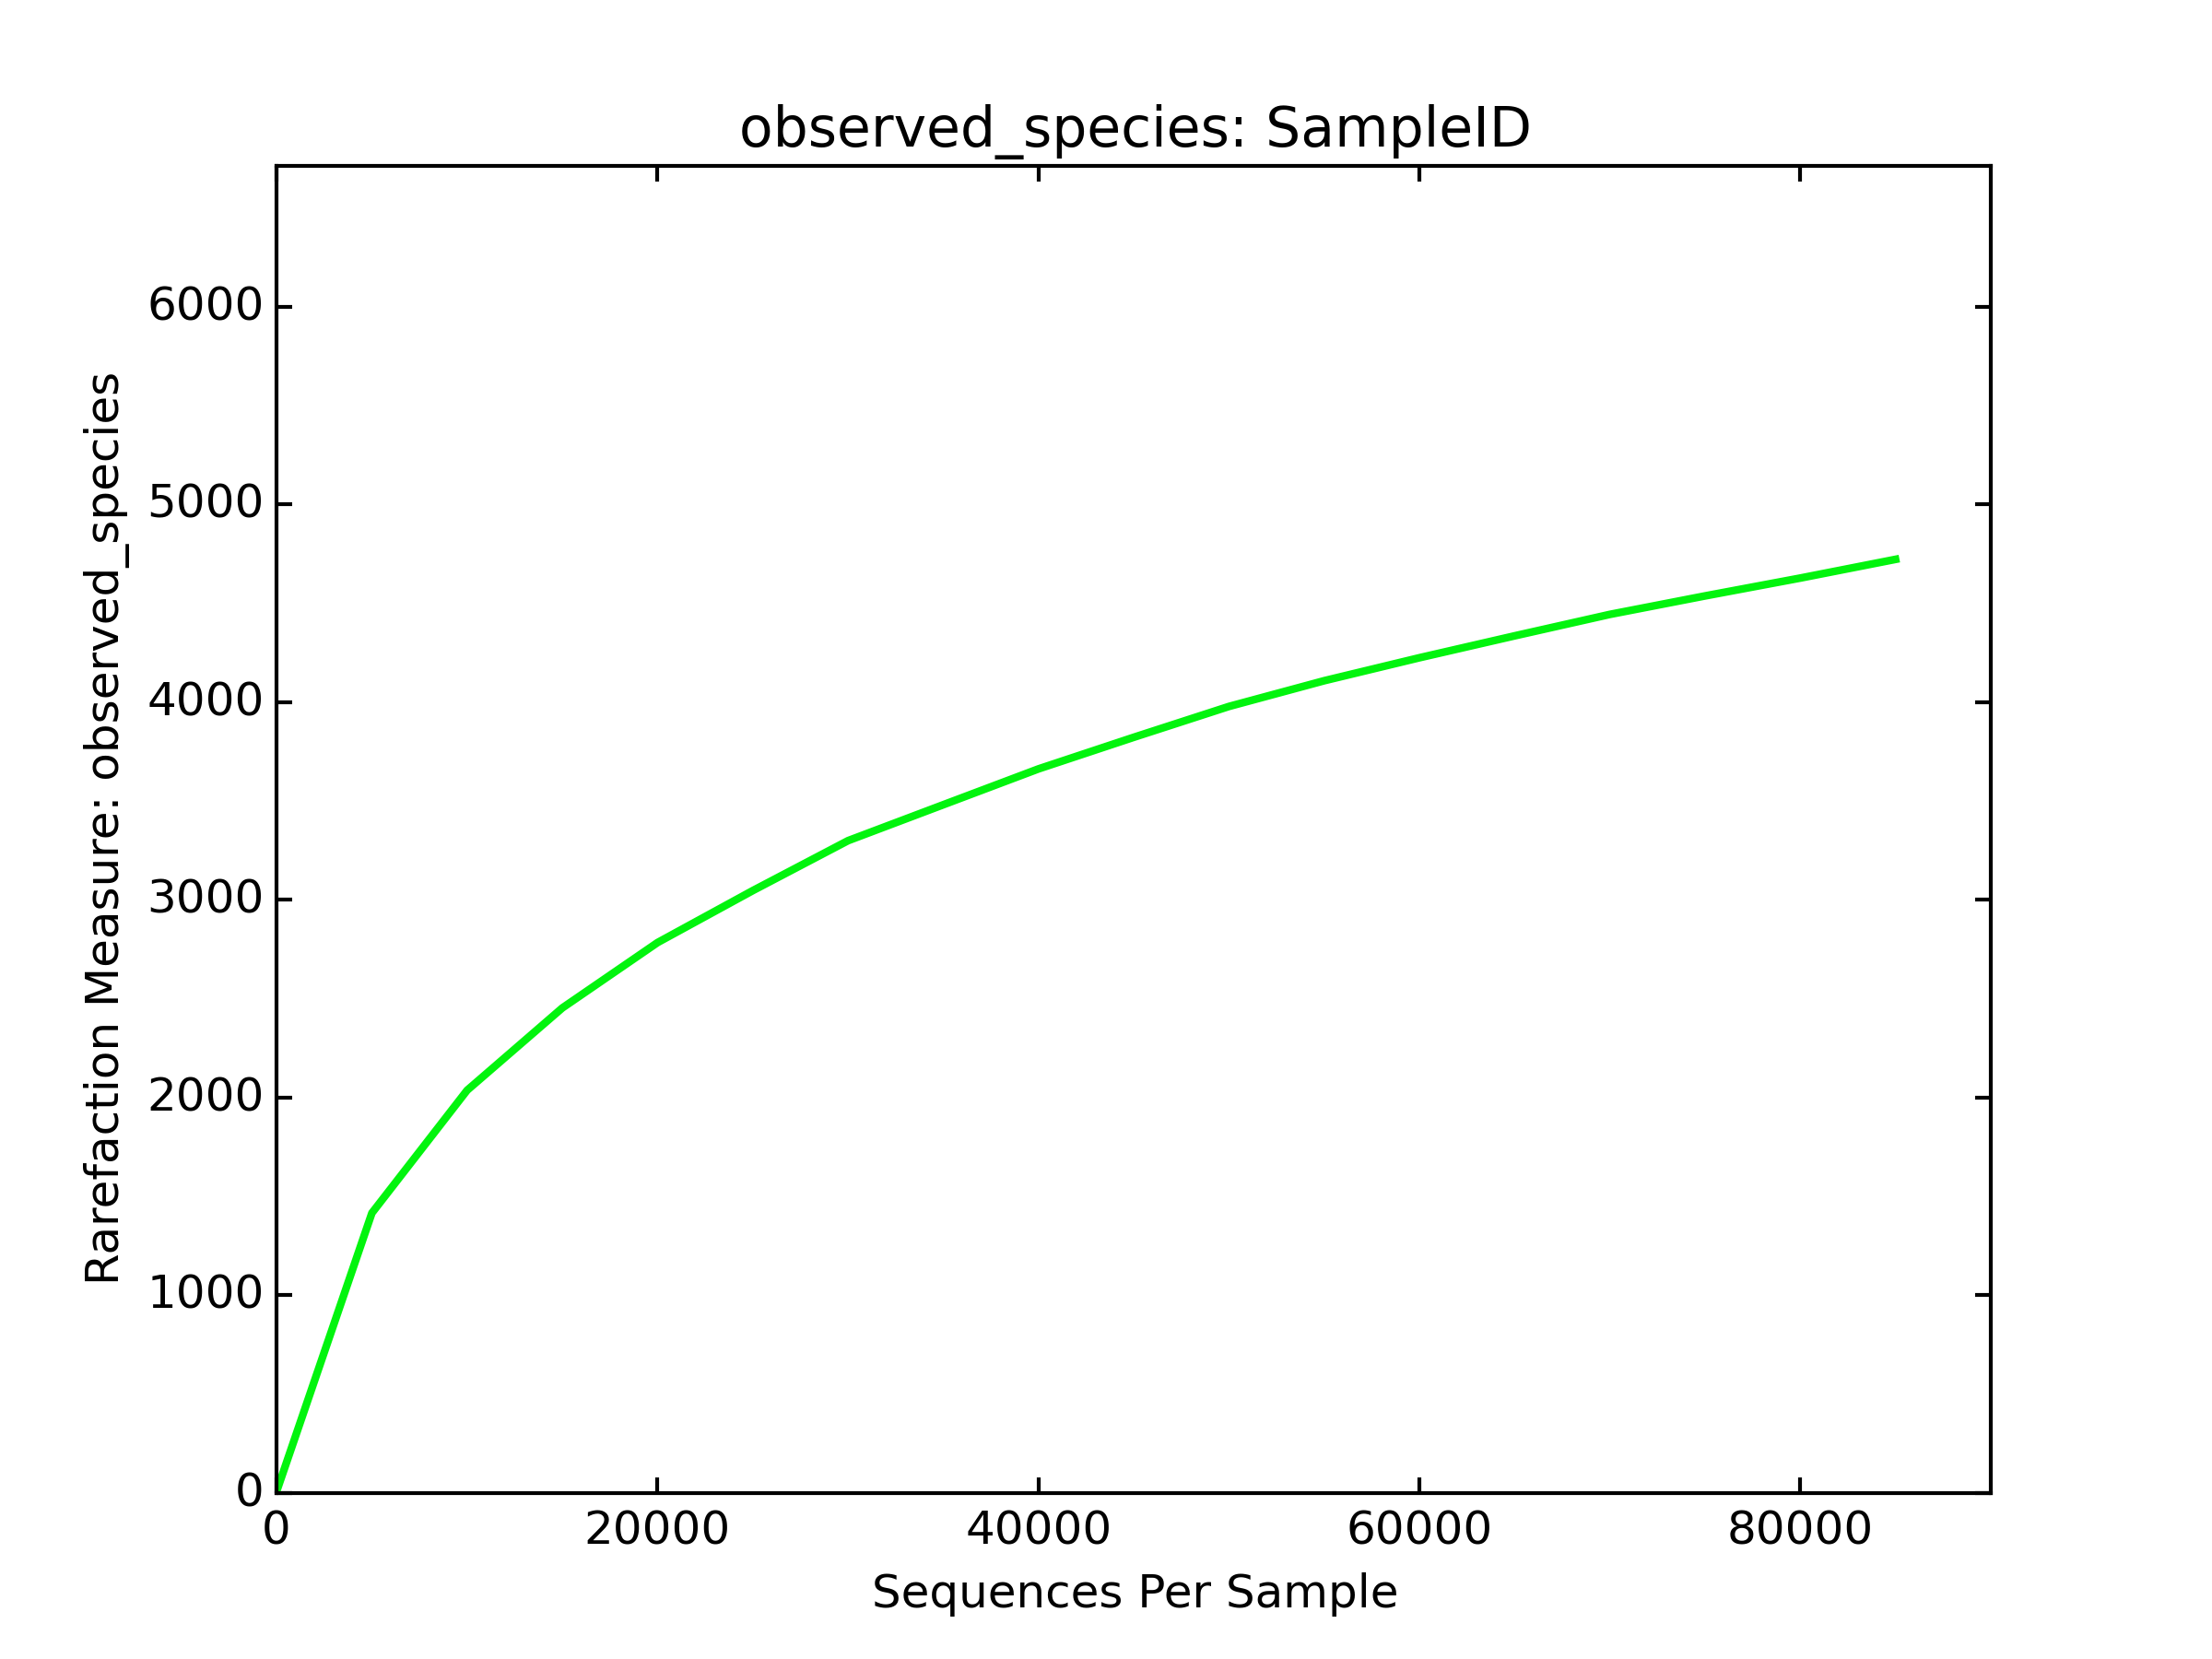 observed_species: SampleID
Rarefaction Measure: observed_species
6000
5000
4000
3000
2000
1000
0
0 20000 40000 60000 80000
Sequences Per Sample